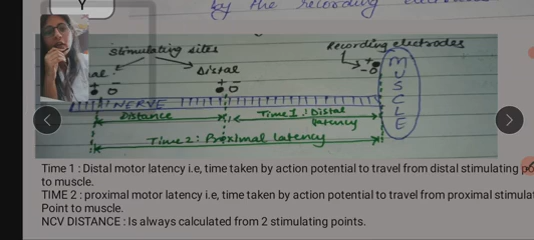 Y
by the recording
Stimulating sites
Recording electrodes
Distal
NERVE
MUSCLE
Distance
Time 1: Distal
latency
Time 2: Proximal latency
Time 1 : Distal motor latency i.e, time taken by action potential to travel from distal stimulating
to muscle.
TIME 2 : proximal motor latency i.e, time taken by action potential to travel from proximal
Point to muscle.
NCV DISTANCE : Is always calculated from 2 stimulating points.